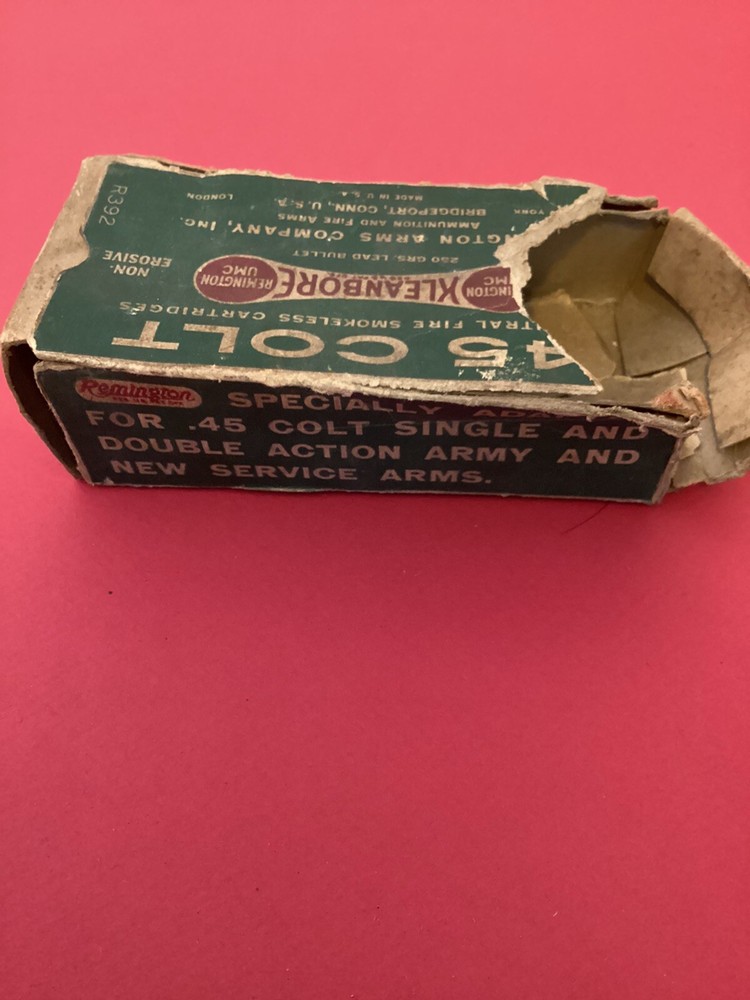 45 COLT
TRAL FIRE SMOKELESS CARTRIDGES
INGTON UMC KLEANBORE REMINGTON UMC
NON-
EROSIVE
250 GRS. LEAD BULLET
NGTON ARMS COMPANY, INC.
AMMUNITION AND FIRE ARMS
BRIDGEPORT, CONN., U.S.A.
YORK MADE IN U.S.A. LONDON
R392
Remington
SPECIALLY
FOR .45 COLT SINGLE AND
DOUBLE ACTION ARMY AND
NEW SERVICE ARMS.